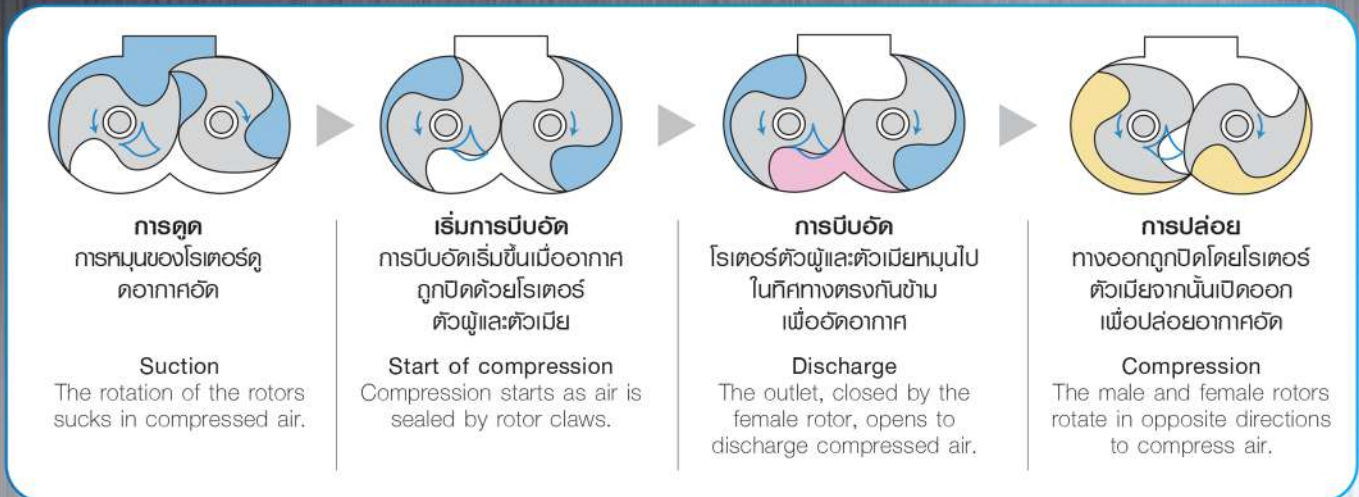 การดูด
การหมุนของโรเตอร์ดู
ดอากาศอัด
Suction
The rotation of the rotors
sucks in compressed air.
เริ่มการบีบอัด
การบีบอัดเริ่มขึ้นเมื่ออากาศ
ถูกปิดด้วยโรเตอร์
ตัวผู้และตัวเมีย
Start of compression
Compression starts as air is
sealed by rotor claws.
การบีบอัด
โรเตอร์ตัวผู้และตัวเมียหมุนไป
ในทิศทางตรงกันข้าม
เพื่ออัดอากาศ
Discharge
The outlet, closed by the
female rotor, opens to
discharge compressed air.
การปล่อย
ทางออกถูกปิดโดยโรเตอร์
ตัวเมียจากนั้นเปิดออก
เพื่อปล่อยอากาศอัด
Compression
The male and female rotors
rotate in opposite directions
to compress air.